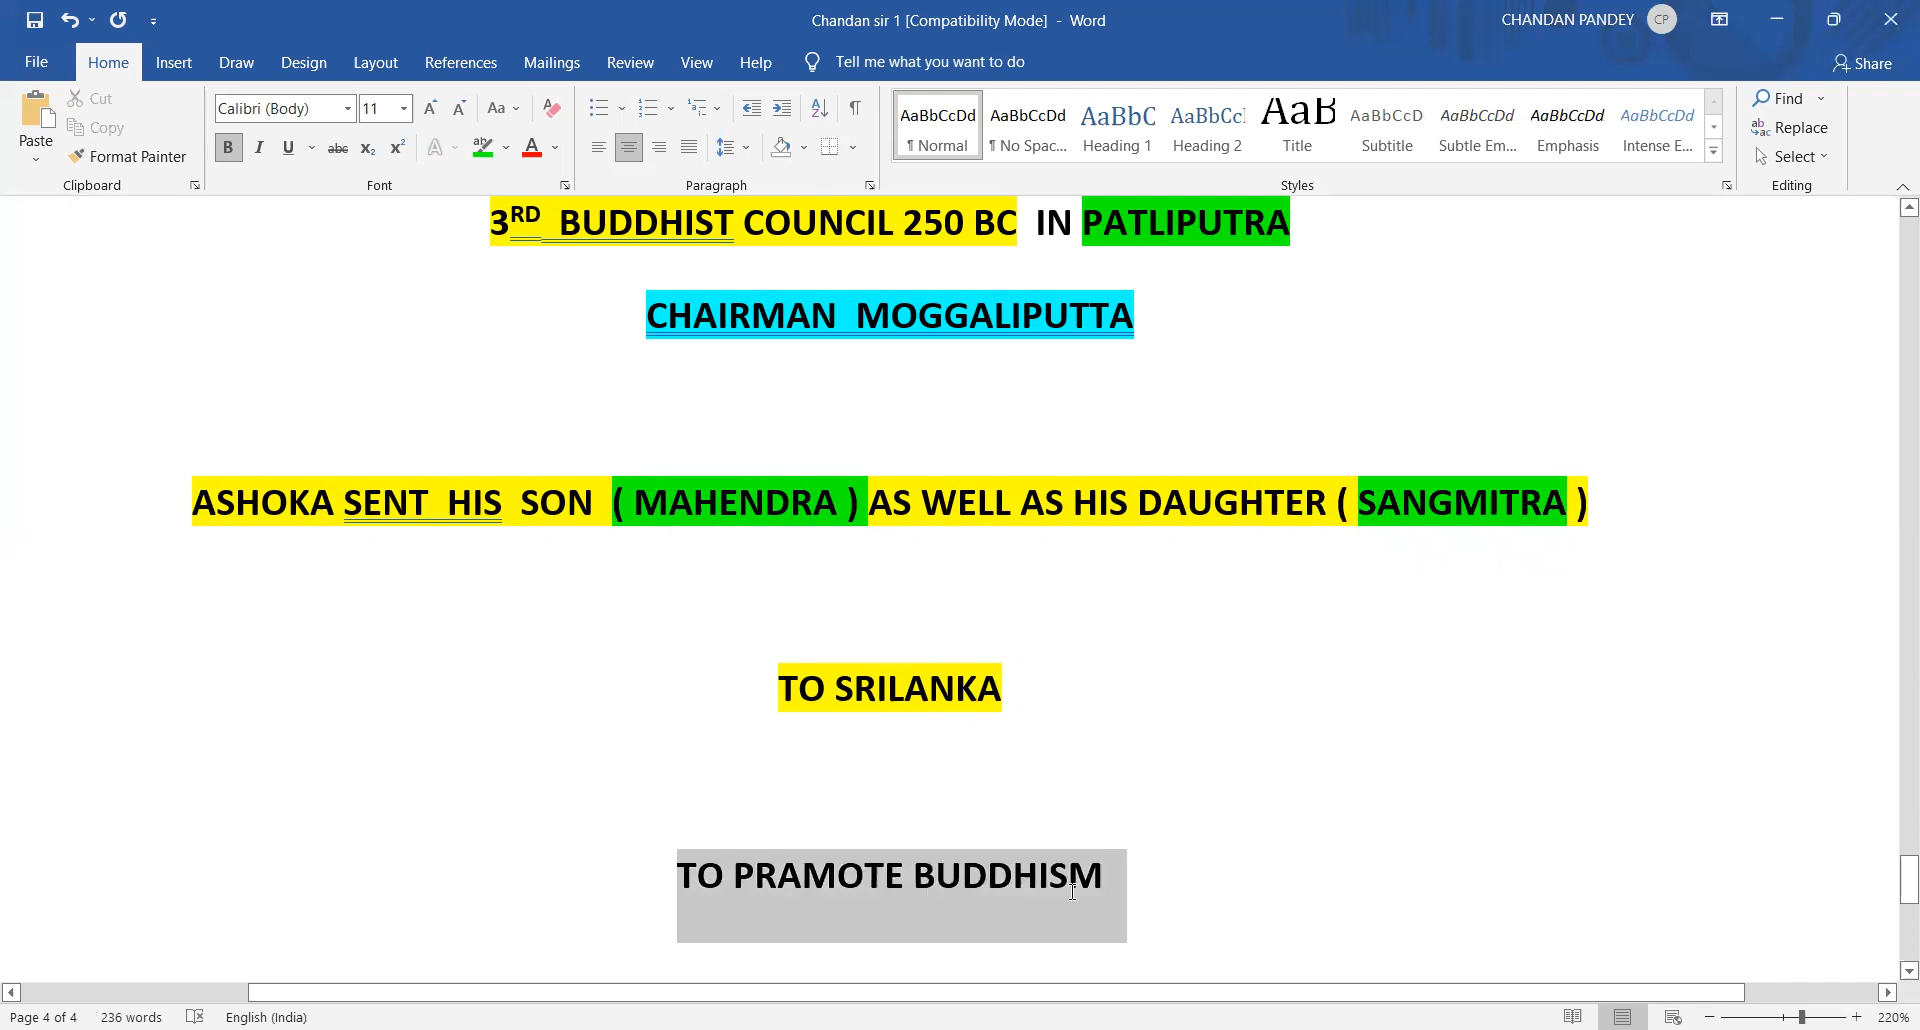 Chandan sir 1 [Compatibility Mode] - Word
CHANDAN PANDEY CP
File Home Insert Draw Design Layout References Mailings Review View Help Tell me what you want to do Share
Paste
Cut
Copy
Format Painter
Clipboard
Calibri (Body) 11
Font
Paragraph
AaBbCcDd AaBbCcDd AaBbC AaBbCc AaB AaBbCcD AaBbCcDd AaBbCcDd AaBbCcDd
¶ Normal ¶ No Spac... Heading 1 Heading 2 Title Subtitle Subtle Em... Emphasis Intense E...
Styles
Find
Replace
Select
Editing
3RD BUDDHIST COUNCIL 250 BC IN PATLIPUTRA
CHAIRMAN MOGGALIPUTTA
ASHOKA SENT HIS SON ( MAHENDRA ) AS WELL AS HIS DAUGHTER ( SANGMITRA )
TO SRILANKA
TO PRAMOTE BUDDHISM
Page 4 of 4 236 words English (India) 220%